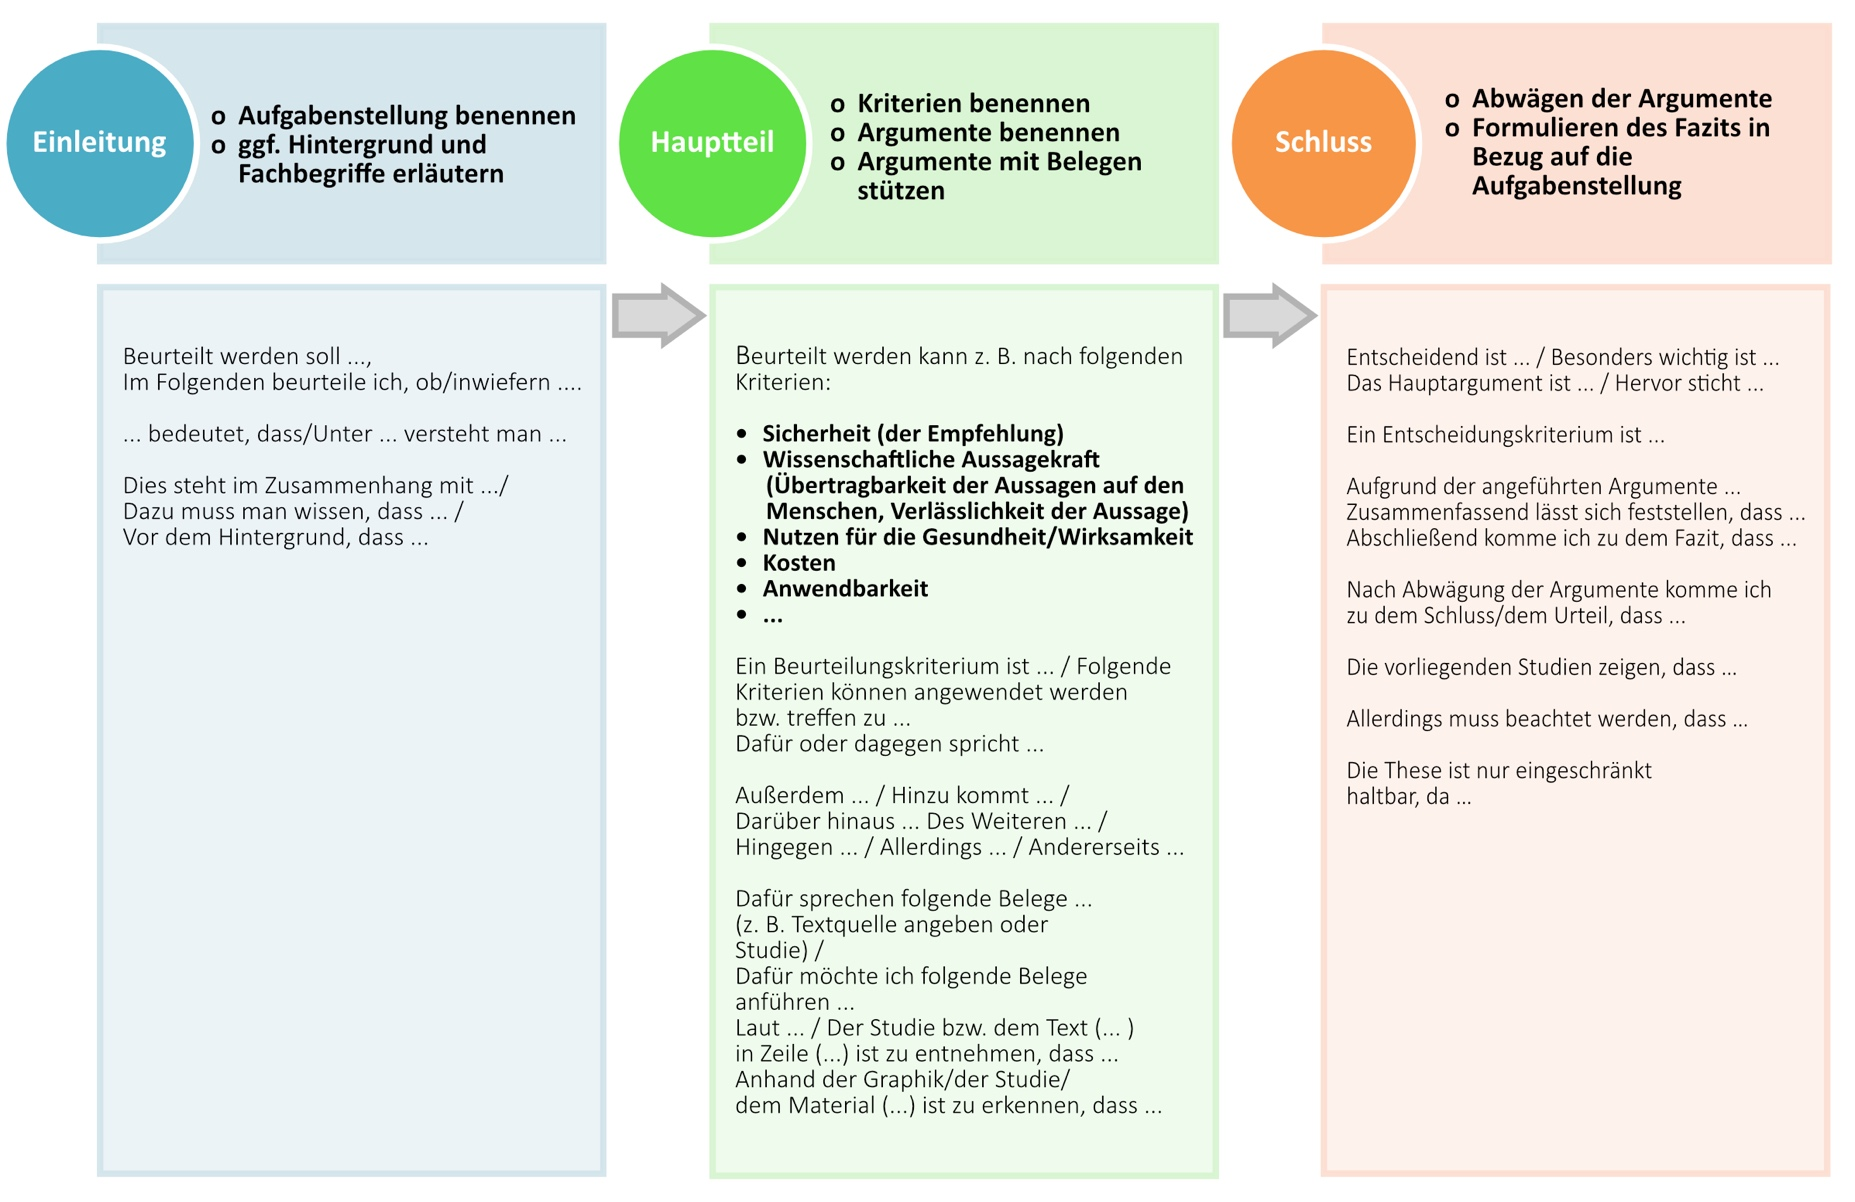 Einleitung
o Aufgabenstellung benennen
o ggf. Hintergrund und
Fachbegriffe erläutern
Beurteilt werden soll ...,
Im Folgenden beurteile ich, ob/inwiefern ....
... bedeutet, dass/Unter ... versteht man ...
Dies steht im Zusammenhang mit .../
Dazu muss man wissen, dass ... /
Vor dem Hintergrund, dass ...
Hauptteil
o Kriterien benennen
o Argumente benennen
o Argumente mit Belegen
stützen
Beurteilt werden kann z. B. nach folgenden
Kriterien:
• Sicherheit (der Empfehlung)
• Wissenschaftliche Aussagekraft
(Übertragbarkeit der Aussagen auf den
Menschen, Verlässlichkeit der Aussage)
• Nutzen für die Gesundheit/Wirksamkeit
• Kosten
• Anwendbarkeit
• ...
Ein Beurteilungskriterium ist ... / Folgende
Kriterien können angewendet werden
bzw. treffen zu ...
Dafür oder dagegen spricht ...
Außerdem ... / Hinzu kommt ... /
Darüber hinaus ... Des Weiteren ... /
Hingegen ... / Allerdings ... / Andererseits ...
Dafür sprechen folgende Belege ...
(z. B. Textquelle angeben oder
Studie) /
Dafür möchte ich folgende Belege
anführen ...
Laut ... / Der Studie bzw. dem Text (... )
in Zeile (...) ist zu entnehmen, dass ...
Anhand der Graphik/der Studie/
dem Material (...) ist zu erkennen, dass ...
Schluss
o Abwägen der Argumente
o Formulieren des Fazits in
Bezug auf die
Aufgabenstellung
Entscheidend ist ... / Besonders wichtig ist ...
Das Hauptargument ist ... / Hervor sticht ...
Ein Entscheidungskriterium ist ...
Aufgrund der angeführten Argumente ...
Zusammenfassend lässt sich feststellen, dass ...
Abschließend komme ich zu dem Fazit, dass ...
Nach Abwägung der Argumente komme ich
zu dem Schluss/dem Urteil, dass ...
Die vorliegenden Studien zeigen, dass ...
Allerdings muss beachtet werden, dass ...
Die These ist nur eingeschränkt
haltbar, da ...